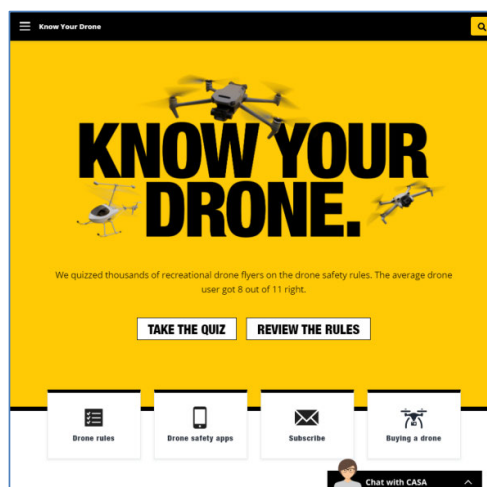 Know Your Drone
KNOW YOUR
DRONE.
We quizzed thousands of recreational drone flyers on the drone safety rules. The average drone
user got 8 out of 11 right.
TAKE THE QUIZ
REVIEW THE RULES
Drone rules
Drone safety apps
Subscribe
Buying a drone
Chat with CASA